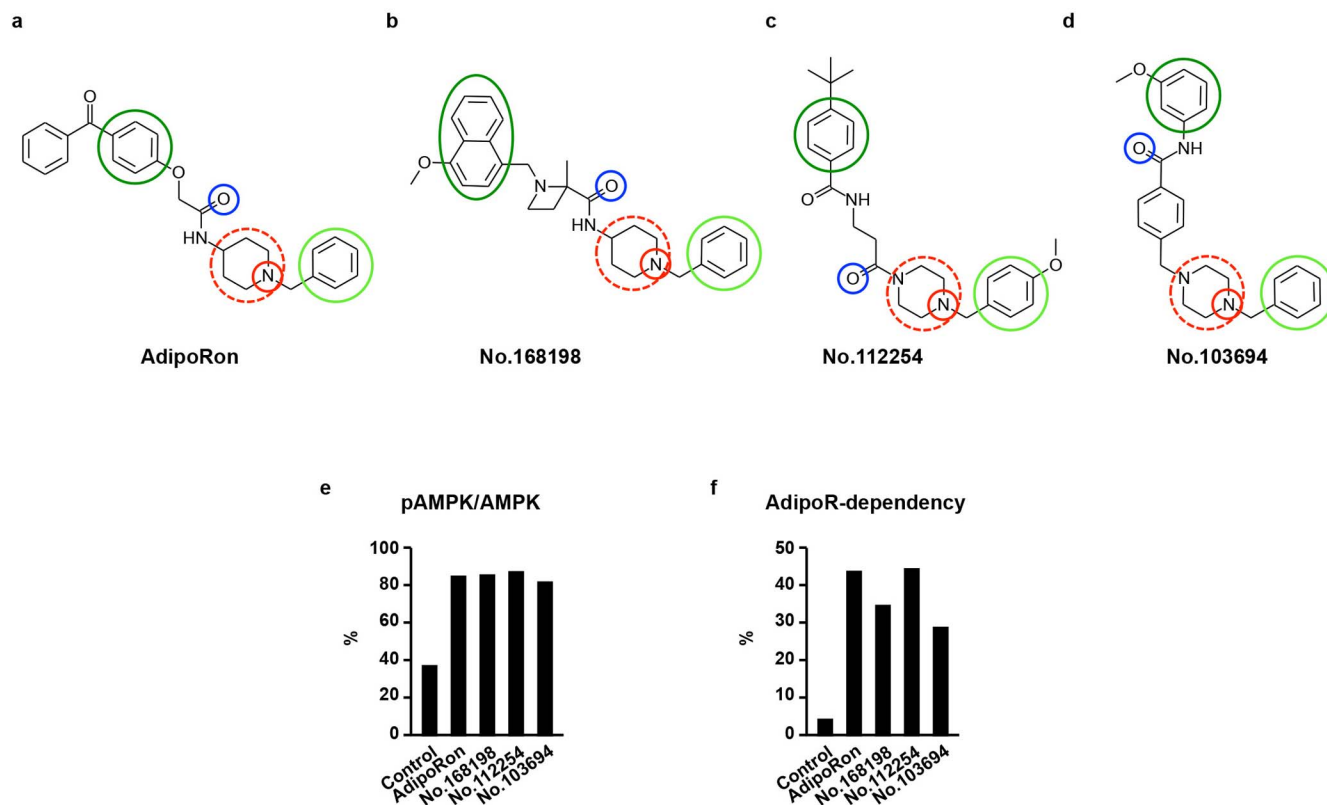 a
b
c
d
O
O
O
HN
N
O
N
O
HN
N
O
NH
O
N
N
O
O
O
NH
N
N
AdipoRon
No.168198
No.112254
No.103694
e
f
pAMPK/AMPK
AdipoR-dependency
%
100
80
60
40
20
0
Control
AdipoRon
No.168198
No.112254
No.103694
%
50
40
30
20
10
0
Control
AdipoRon
No.168198
No.112254
No.103694